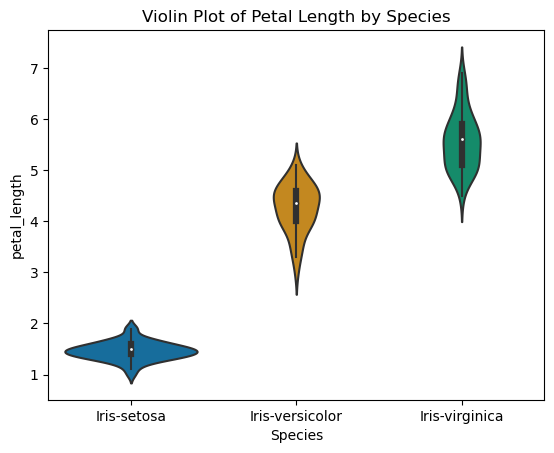 Violin Plot of Petal Length by Species
petal_length
7
6
5
4
3
2
1
Iris-setosa
Iris-versicolor
Iris-virginica
Species